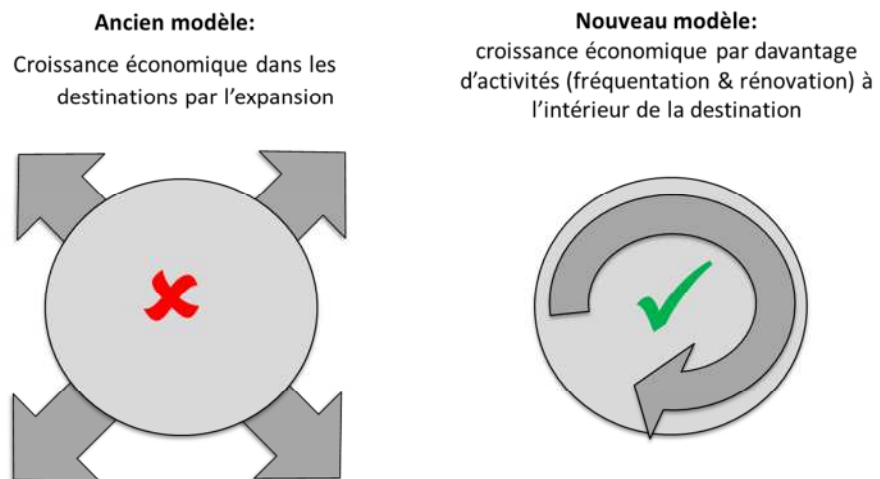 Ancien modèle:
Croissance économique dans les
destinations par l'expansion
Nouveau modèle:
croissance économique par davantage
d'activités (fréquentation & rénovation) à
l'intérieur de la destination